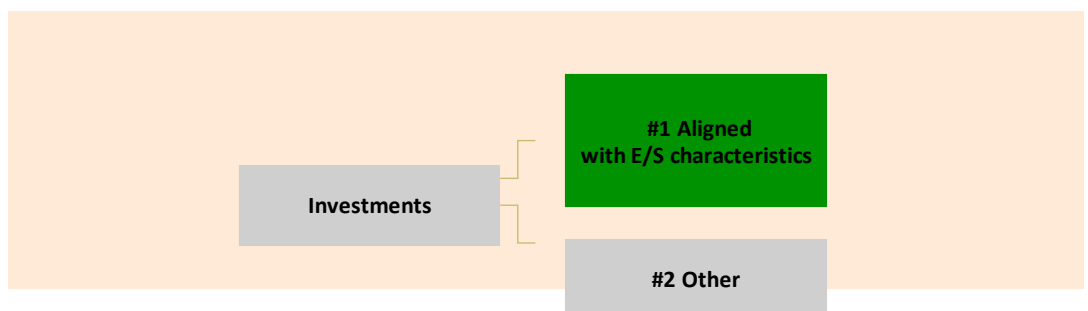 #1 Aligned
with E/S characteristics
Investments
#2 Other